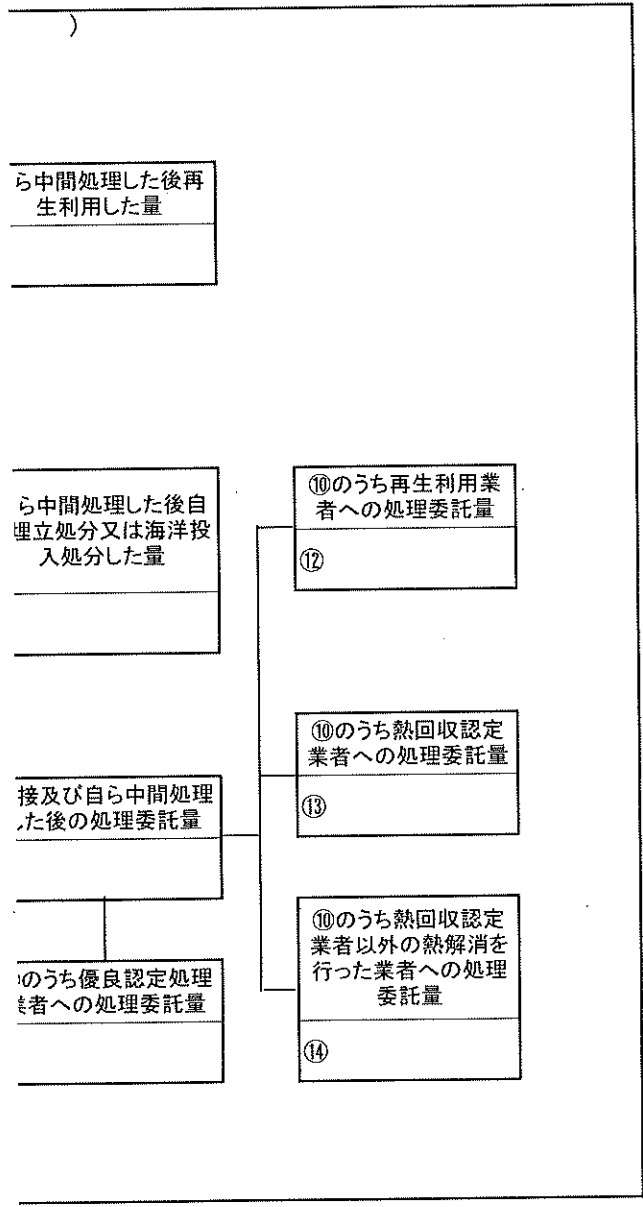 ）
ら中間処理した後再
生利用した量
ら中間処理した後自
埋立処分又は海洋投
入処分した量
⑩のうち再生利用業
者への処理委託量
⑫
⑩のうち熱回収認定
業者への処理委託量
⑬
接及び自ら中間処理
した後の処理委託量
⑩のうち熱回収認定
業者以外の熱解消を
行った業者への処理
委託量
⑭
のうち優良認定処理
業者への処理委託量